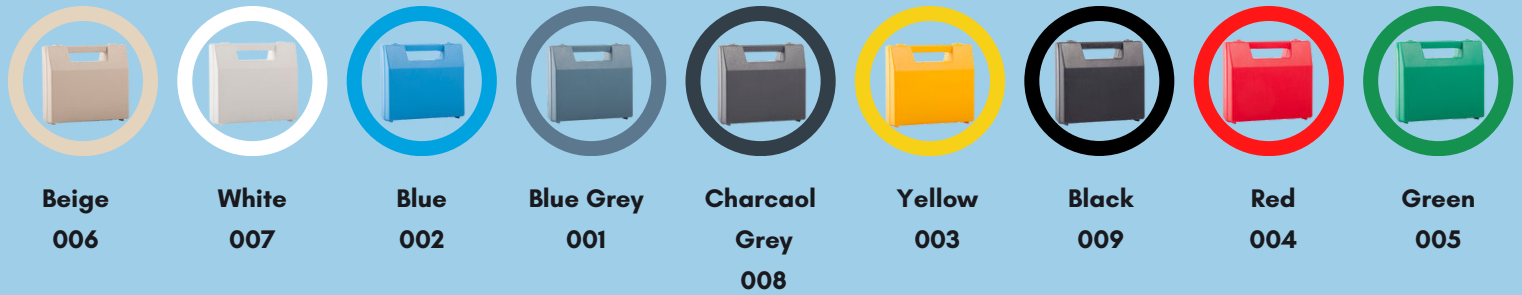 Beige
006
White
007
Blue
002
Blue Grey
001
Charcaol
Grey
008
Yellow
003
Black
009
Red
004
Green
005